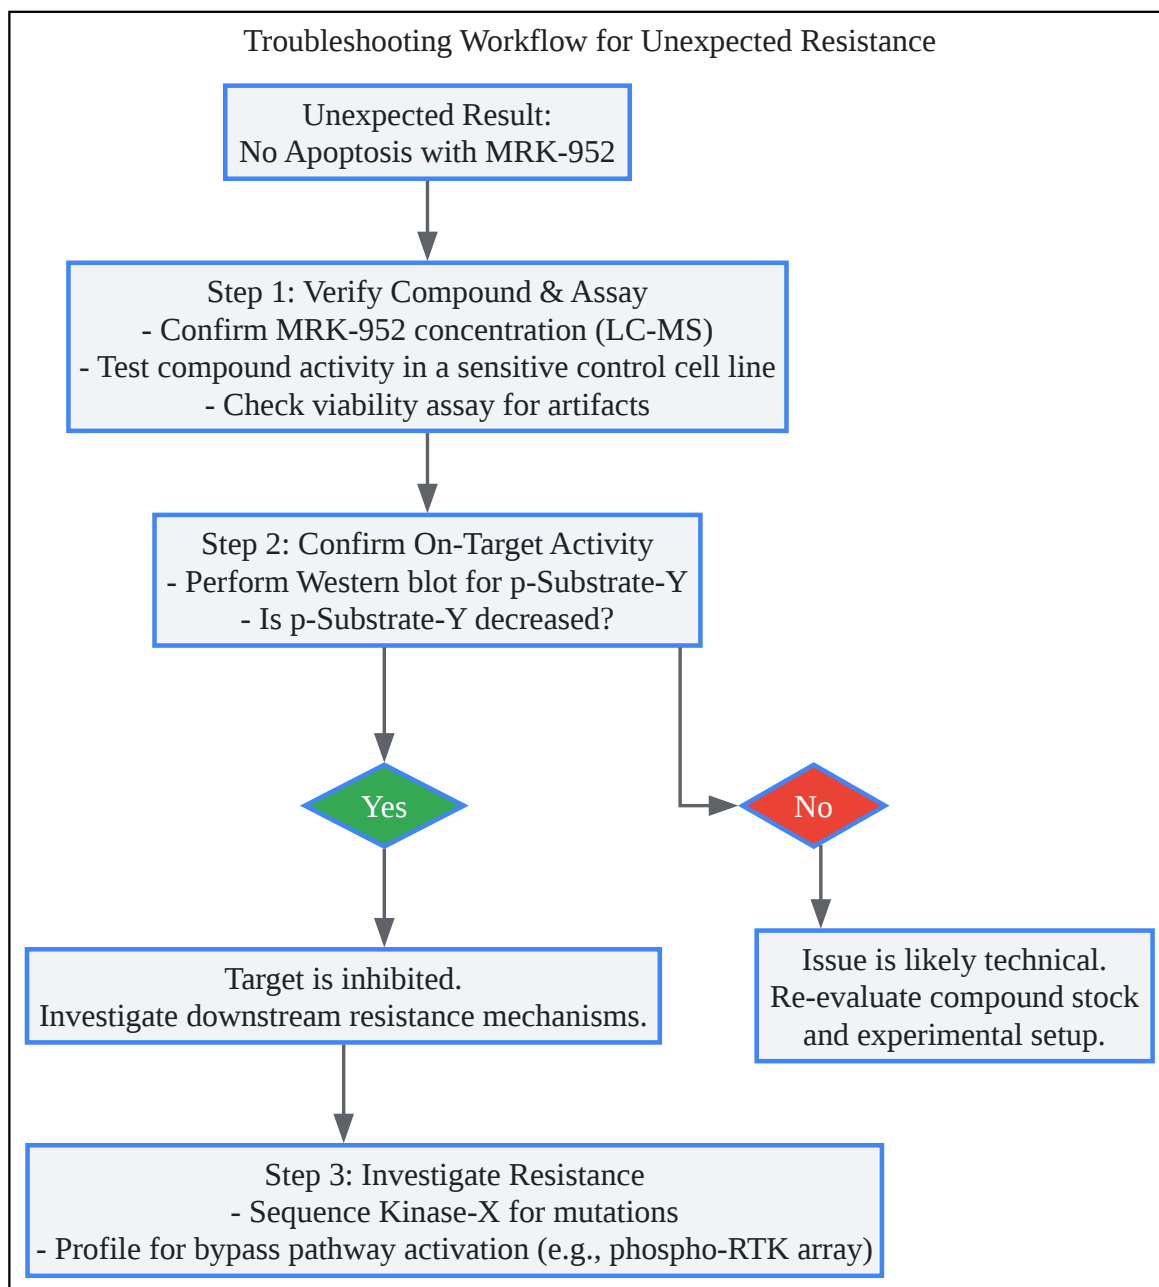 Troubleshooting Workflow for Unexpected Resistance
Unexpected Result:
No Apoptosis with MRK-952
Step 1: Verify Compound & Assay
- Confirm MRK-952 concentration (LC-MS)
- Test compound activity in a sensitive control cell line
- Check viability assay for artifacts
Step 2: Confirm On-Target Activity
- Perform Western blot for p-Substrate-Y
- Is p-Substrate-Y decreased?
Yes
No
Target is inhibited.
Investigate downstream resistance mechanisms.
Issue is likely technical.
Re-evaluate compound stock
and experimental setup.
Step 3: Investigate Resistance
- Sequence Kinase-X for mutations
- Profile for bypass pathway activation (e.g., phospho-RTK array)